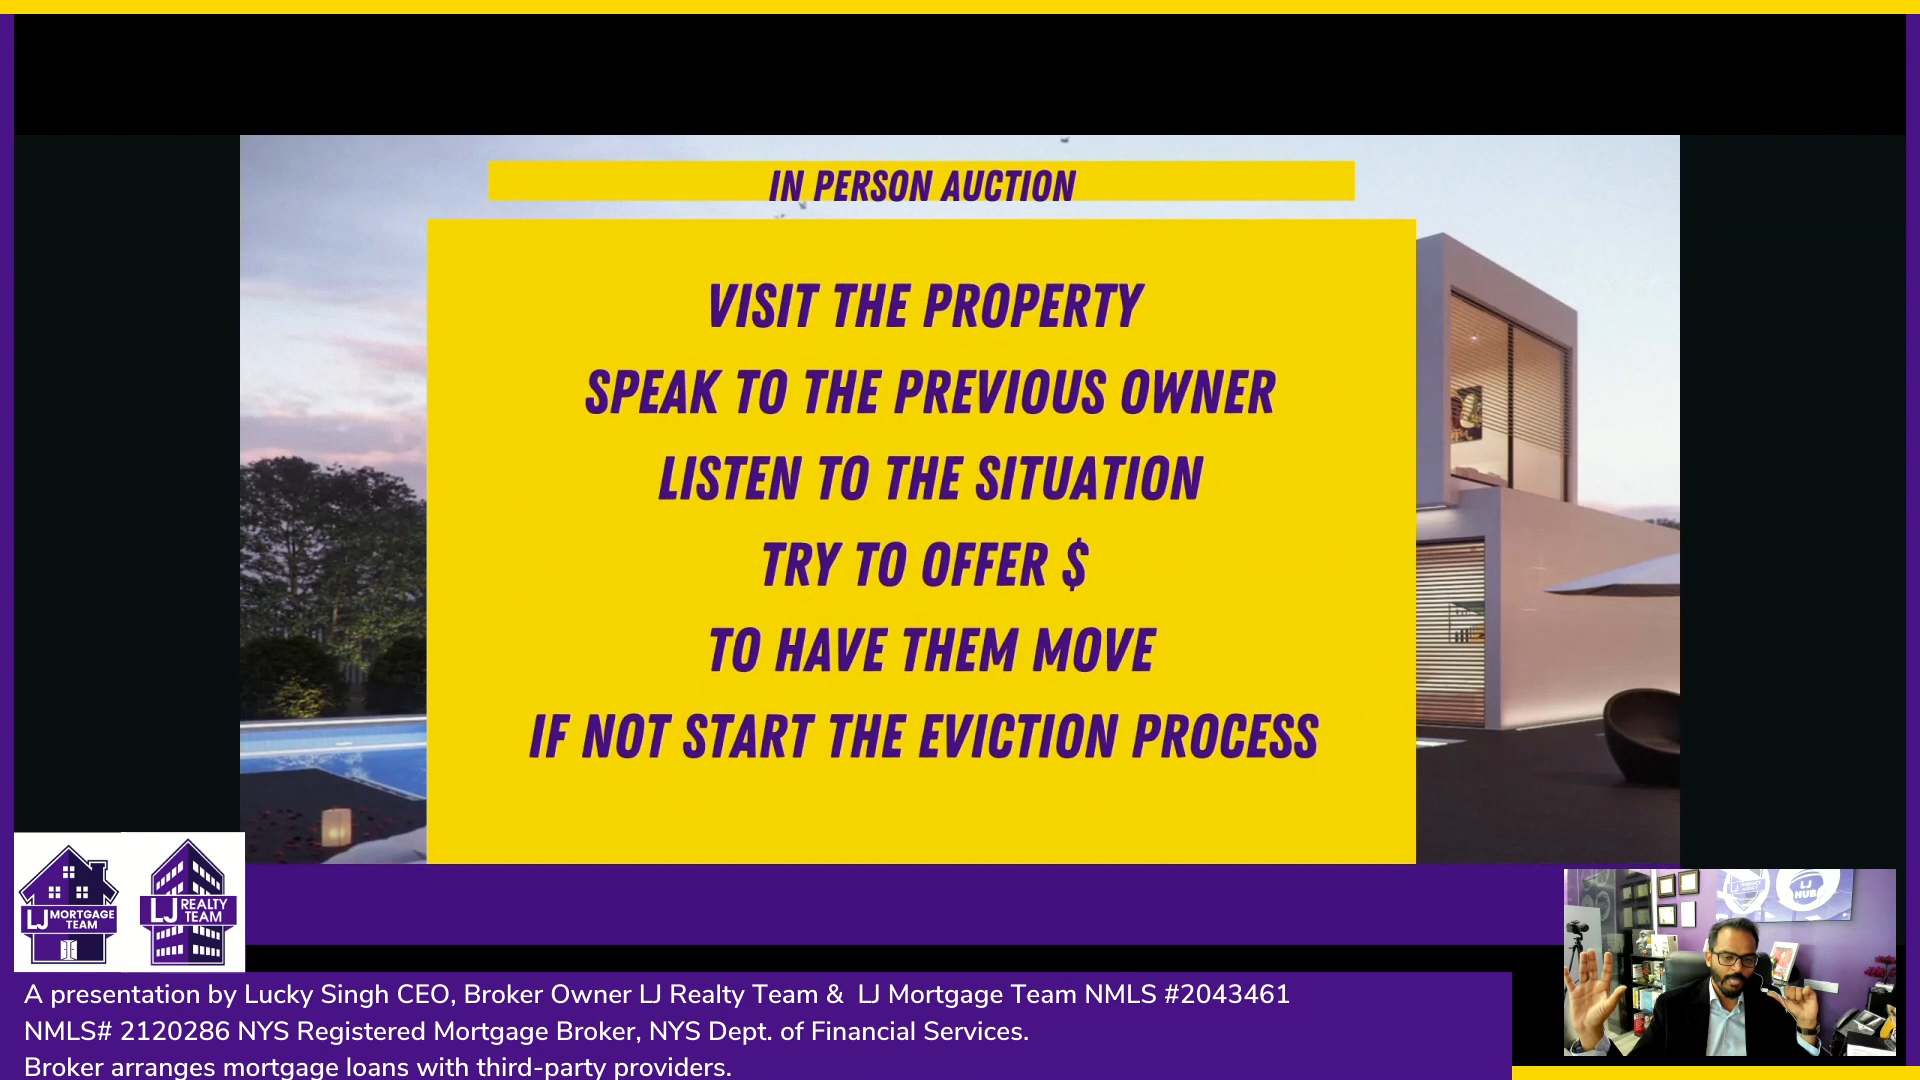 IN PERSON AUCTION
VISIT THE PROPERTY
SPEAK TO THE PREVIOUS OWNER
LISTEN TO THE SITUATION
TRY TO OFFER $
TO HAVE THEM MOVE
IF NOT START THE EVICTION PROCESS
LJ MORTGAGE TEAM
LJ REALTY TEAM
LJ HUB
A presentation by Lucky Singh CEO, Broker Owner LJ Realty Team & LJ Mortgage Team NMLS #2043461
NMLS# 2120286 NYS Registered Mortgage Broker, NYS Dept. of Financial Services.
Broker arranges mortgage loans with third-party providers.